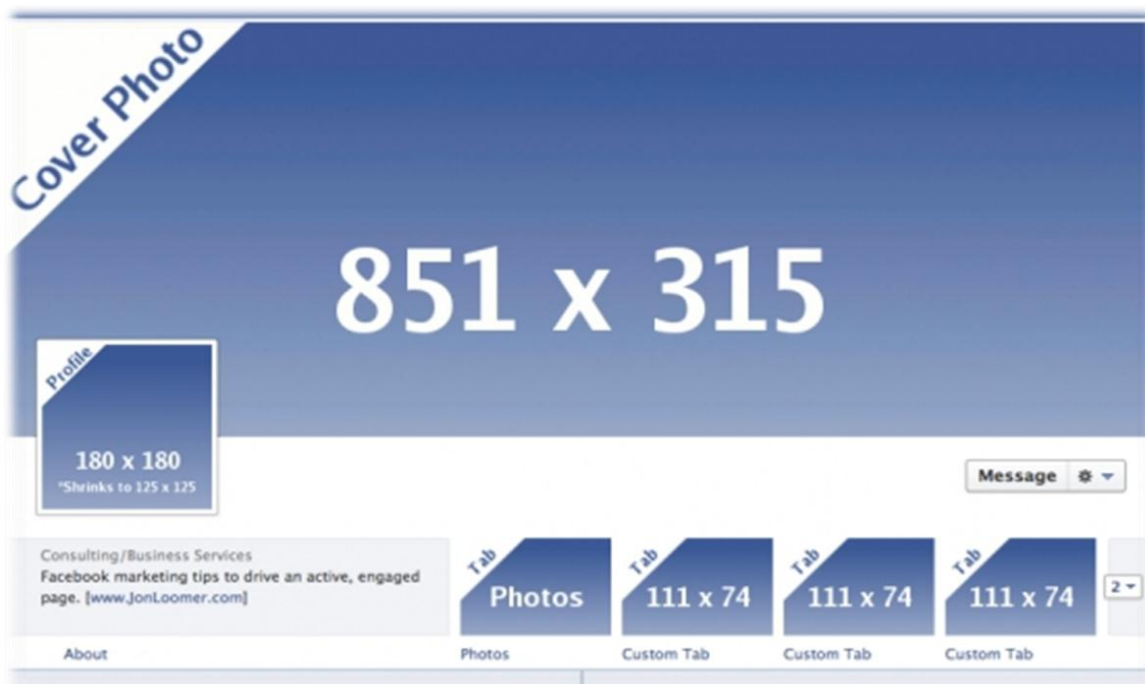 Cover Photo
851 x 315
Profile
180 x 180
*Shrinks to 125 x 125
Message
Consulting/Business Services
Facebook marketing tips to drive an active, engaged
page. [www.JonLoomer.com]
Tab
Photos
Tab
111 x 74
Tab
111 x 74
Tab
111 x 74
2
About
Photos
Custom Tab
Custom Tab
Custom Tab